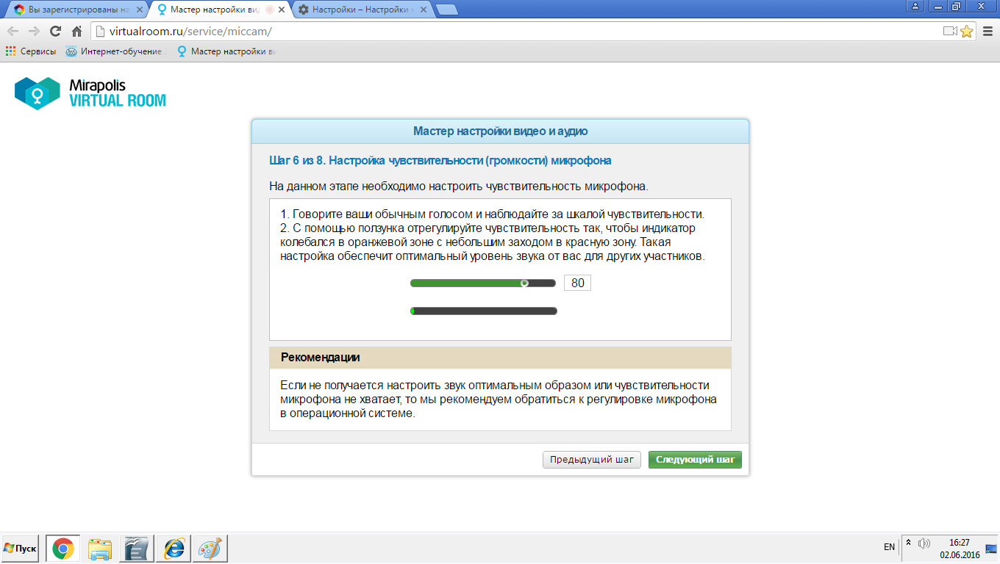 Вы зарегистрированы на
Мастер настройки вид
Настройки – Настройки
virtualroom.ru/service/miccam/
Сервисы
Интернет-обучение
Мастер настройки ви
Mirapolis
VIRTUAL ROOM
Мастер настройки видео и аудио
Шаг 6 из 8. Настройка чувствительности (громкости) микрофона
На данном этапе необходимо настроить чувствительность микрофона.
1. Говорите ваши обычным голосом и наблюдайте за шкалой чувствительности.
2. С помощью ползунка отрегулируйте чувствительность так, чтобы индикатор
колебался в оранжевой зоне с небольшим заходом в красную зону. Такая
настройка обеспечит оптимальный уровень звука от вас для других участников.
80
Рекомендации
Если не получается настроить звук оптимальным образом или чувствительности
микрофона не хватает, то мы рекомендуем обратиться к регулировке микрофона
в операционной системе.
Предыдущий шаг
Следующий шаг
Пуск
EN
16:27
02.06.2016